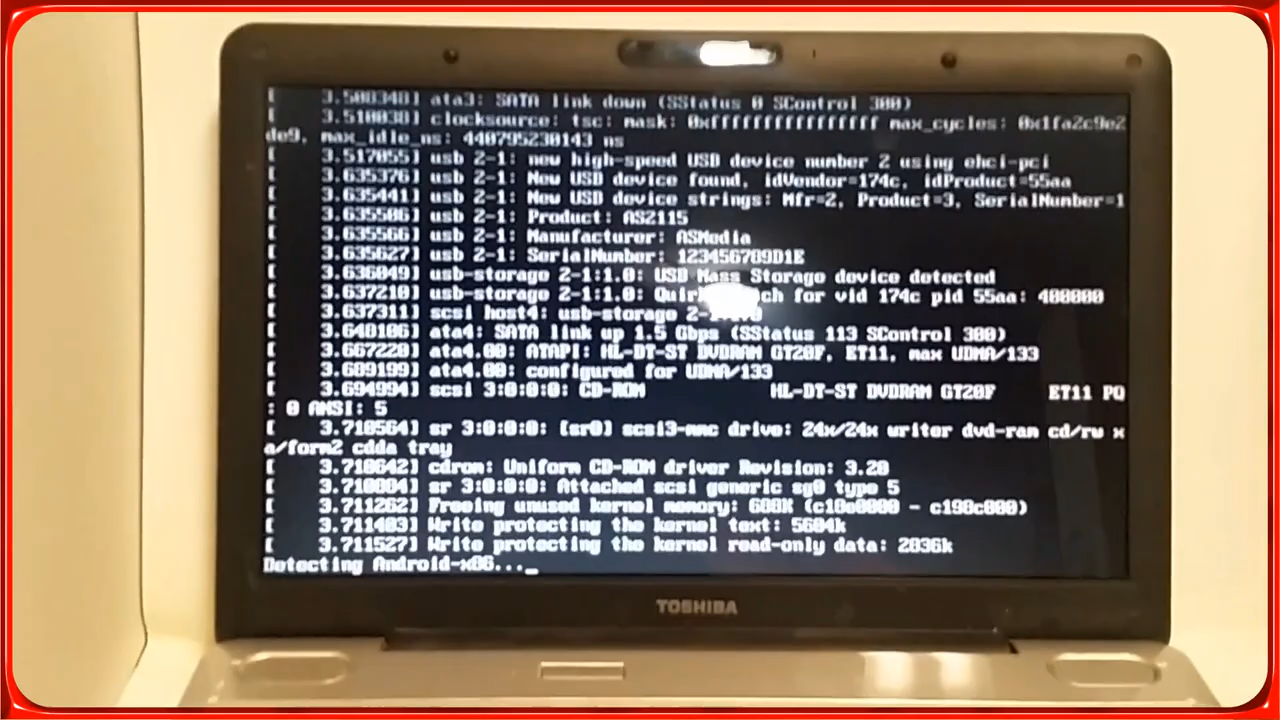 [ 3.508348] ata3: SATA link down (SStatus 0 SControl 300)
[ 3.510038] clocksource: tsc: mask: 0xffffffffffffffff max_cycles: 0x1fa2c9e2
de9, max_idle_ns: 440795230143 ns
[ 3.517055] usb 2-1: new high-speed USB device number 2 using ehci-pci
[ 3.635376] usb 2-1: New USB device found, idVendor=174c, idProduct=55aa
[ 3.635441] usb 2-1: New USB device strings: Mfr=2, Product=3, SerialNumber=1
[ 3.635506] usb 2-1: Product: AS2115
[ 3.635566] usb 2-1: Manufacturer: ASMedia
[ 3.635627] usb 2-1: SerialNumber: 123456789D1E
[ 3.636049] usb-storage 2-1:1.0: USB Mass Storage device detected
[ 3.637210] usb-storage 2-1:1.0: for vid 174c pid 55aa: 400000
[ 3.637311] scsi host4: usb-storage
[ 3.640106] ata4: SATA link up 1.5 Gbps (SStatus 113 SControl 300)
[ 3.667220] ata4.00: ATAPI: HL-DT-ST DVDRAM GT20F, ET11, max UDMA/133
[ 3.689199] ata4.00: configured for UDMA/133
[ 3.694994] scsi 3:0:0:0: CD-ROM HL-DT-ST DVDRAM GT20F ET11 PQ
: 0 ANSI: 5
[ 3.710564] sr 3:0:0:0: [sr0] scsi3-mmc drive: 24x/24x writer dvd-ram cd/rw x
a/form2 cdda tray
[ 3.710642] cdrom: Uniform CD-ROM driver Revision: 3.20
[ 3.710804] sr 3:0:0:0: Attached scsi generic sg0 type 5
[ 3.711262] Freeing unused kernel memory: 688K (c18e0000 - c198c000)
[ 3.711403] Write protecting the kernel text: 5604k
[ 3.711527] Write protecting the kernel read-only data: 2836k
Detecting Android-x86..._
TOSHIBA